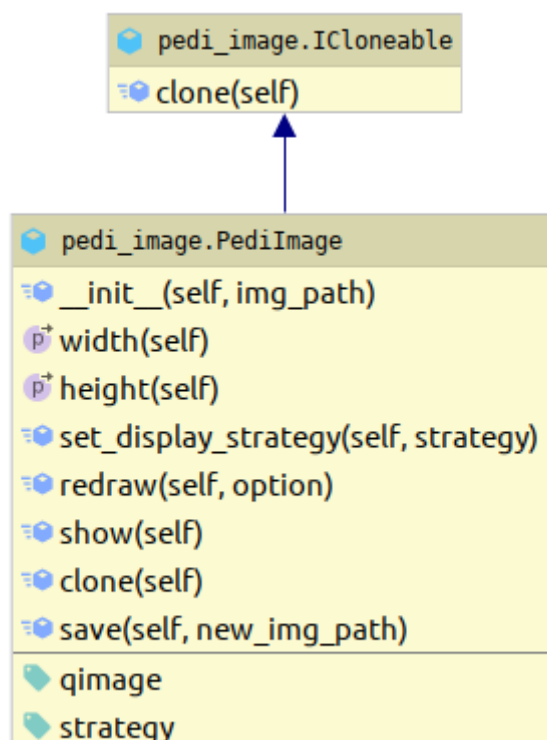 pedi_image.ICloneable
clone(self)
pedi_image.PediImage
__init__(self, img_path)
width(self)
height(self)
set_display_strategy(self, strategy)
redraw(self, option)
show(self)
clone(self)
save(self, new_img_path)
qimage
strategy